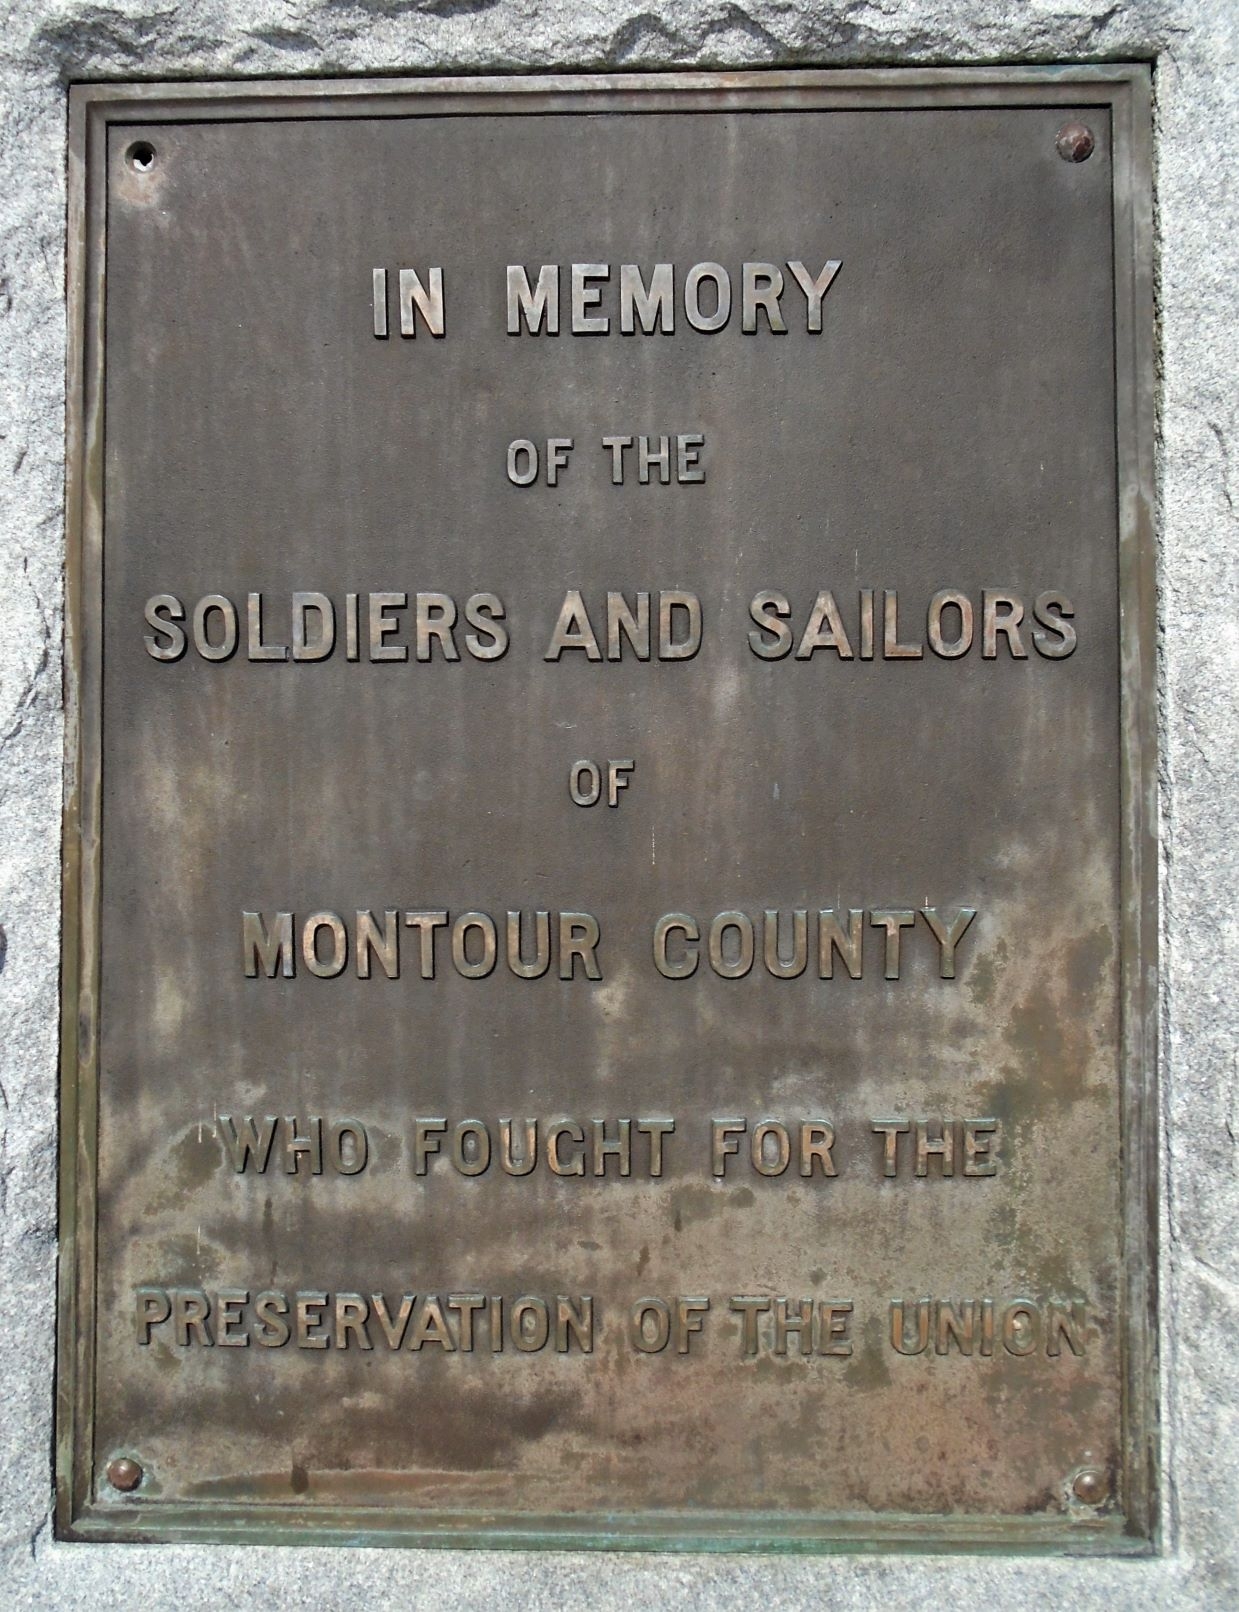 IN MEMORY
OF THE
SOLDIERS AND SAILORS
OF
MONTOUR COUNTY
WHO FOUGHT FOR THE
PRESERVATION OF THE UNION